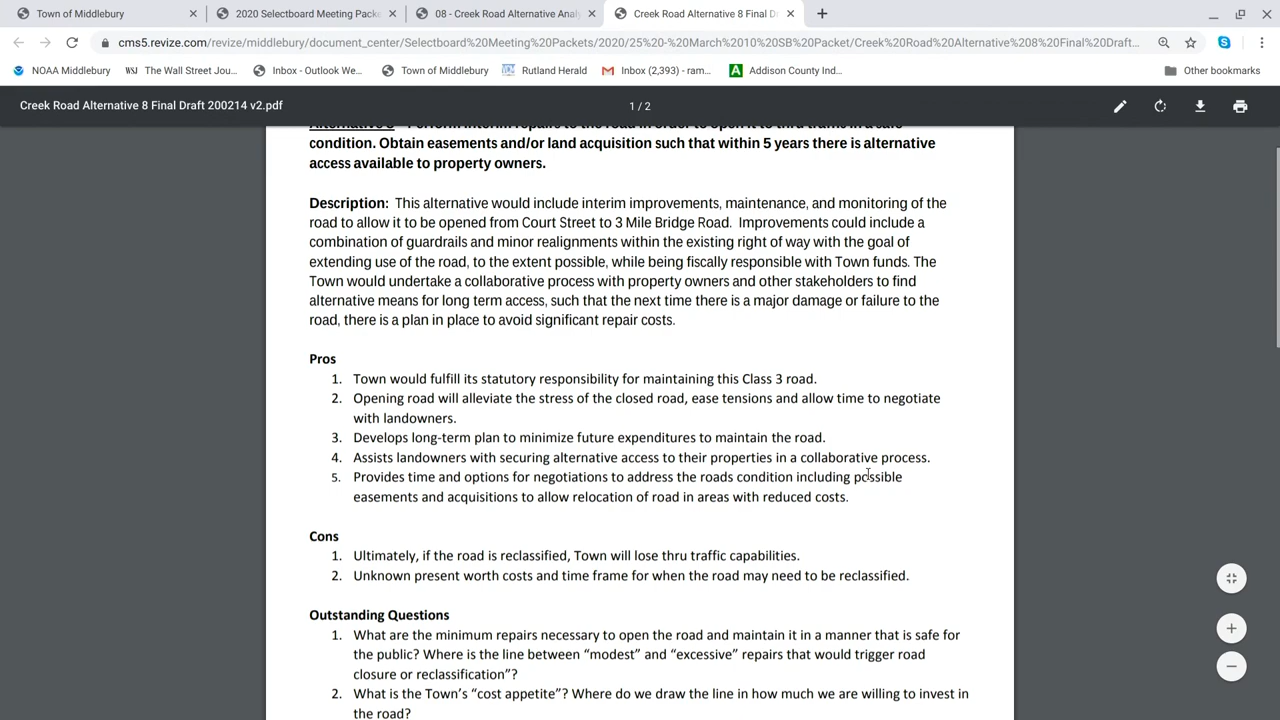 Town of Middlebury
2020 Selectboard Meeting Pack
08 - Creek Road Alternative Anal
Creek Road Alternative 8 Final D
cms5.revize.com/revize/middlebury/document_center/Selectboard%20Meeting%20Packets/2020/25%20-%20March%2010%20SB%20Packet/Creek%20Road%20Alternative%208%20Final%20Draft...
NOAA Middlebury
WSJ The Wall Street Jou...
Inbox - Outlook We...
Town of Middlebury
Rutland Herald
Inbox (2,393) - ram...
A Addison County Ind...
Other bookmarks
Creek Road Alternative 8 Final Draft 200214 v2.pdf
1 / 2
Alternative 8 - Perform interim repairs to the road in order to open it to thru traffic in a safe
condition. Obtain easements and/or land acquisition such that within 5 years there is alternative
access available to property owners.
Description: This alternative would include interim improvements, maintenance, and monitoring of the
road to allow it to be opened from Court Street to 3 Mile Bridge Road. Improvements could include a
combination of guardrails and minor realignments within the existing right of way with the goal of
extending use of the road, to the extent possible, while being fiscally responsible with Town funds. The
Town would undertake a collaborative process with property owners and other stakeholders to find
alternative means for long term access, such that the next time there is a major damage or failure to the
road, there is a plan in place to avoid significant repair costs.
Pros
1. Town would fulfill its statutory responsibility for maintaining this Class 3 road.
2. Opening road will alleviate the stress of the closed road, ease tensions and allow time to negotiate
with landowners.
3. Develops long-term plan to minimize future expenditures to maintain the road.
4. Assists landowners with securing alternative access to their properties in a collaborative process.
5. Provides time and options for negotiations to address the roads condition including possible
easements and acquisitions to allow relocation of road in areas with reduced costs.
Cons
1. Ultimately, if the road is reclassified, Town will lose thru traffic capabilities.
2. Unknown present worth costs and time frame for when the road may need to be reclassified.
Outstanding Questions
1. What are the minimum repairs necessary to open the road and maintain it in a manner that is safe for
the public? Where is the line between “modest” and “excessive” repairs that would trigger road
closure or reclassification”?
2. What is the Town’s “cost appetite”? Where do we draw the line in how much we are willing to invest in
the road?